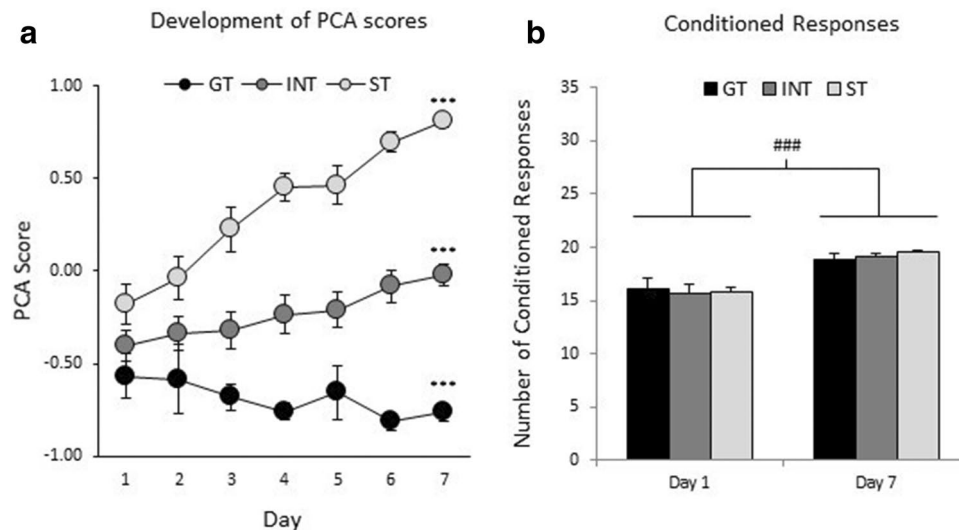 a
Development of PCA scores
GT INT ST
1.00
0.50
0.00
-0.50
-1.00
PCA Score
•••
•••
•••
1 2 3 4 5 6 7
Day
b
Conditioned Responses
GT INT ST
35
30
25
20
15
10
5
0
Number of Conditioned Responses
###
Day 1 Day 7